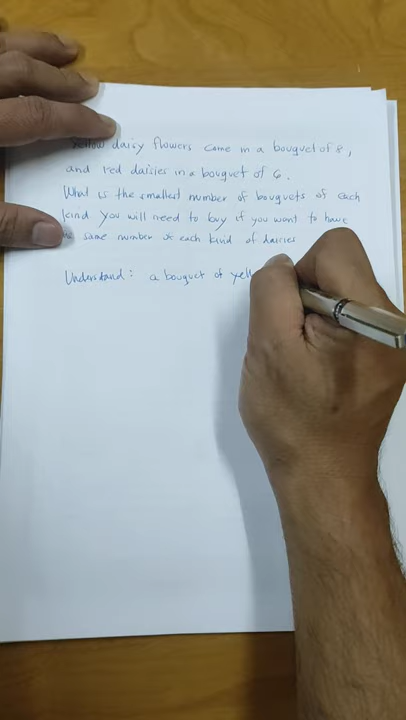 Yellow daisy flowers come in a bouquet of 8,
and red daisies in a bouquet of 6.
What is the smallest number of bouquets of each
kind you will need to buy if you want to have
same number of each kind of daisies
Understand: a bouquet of yell